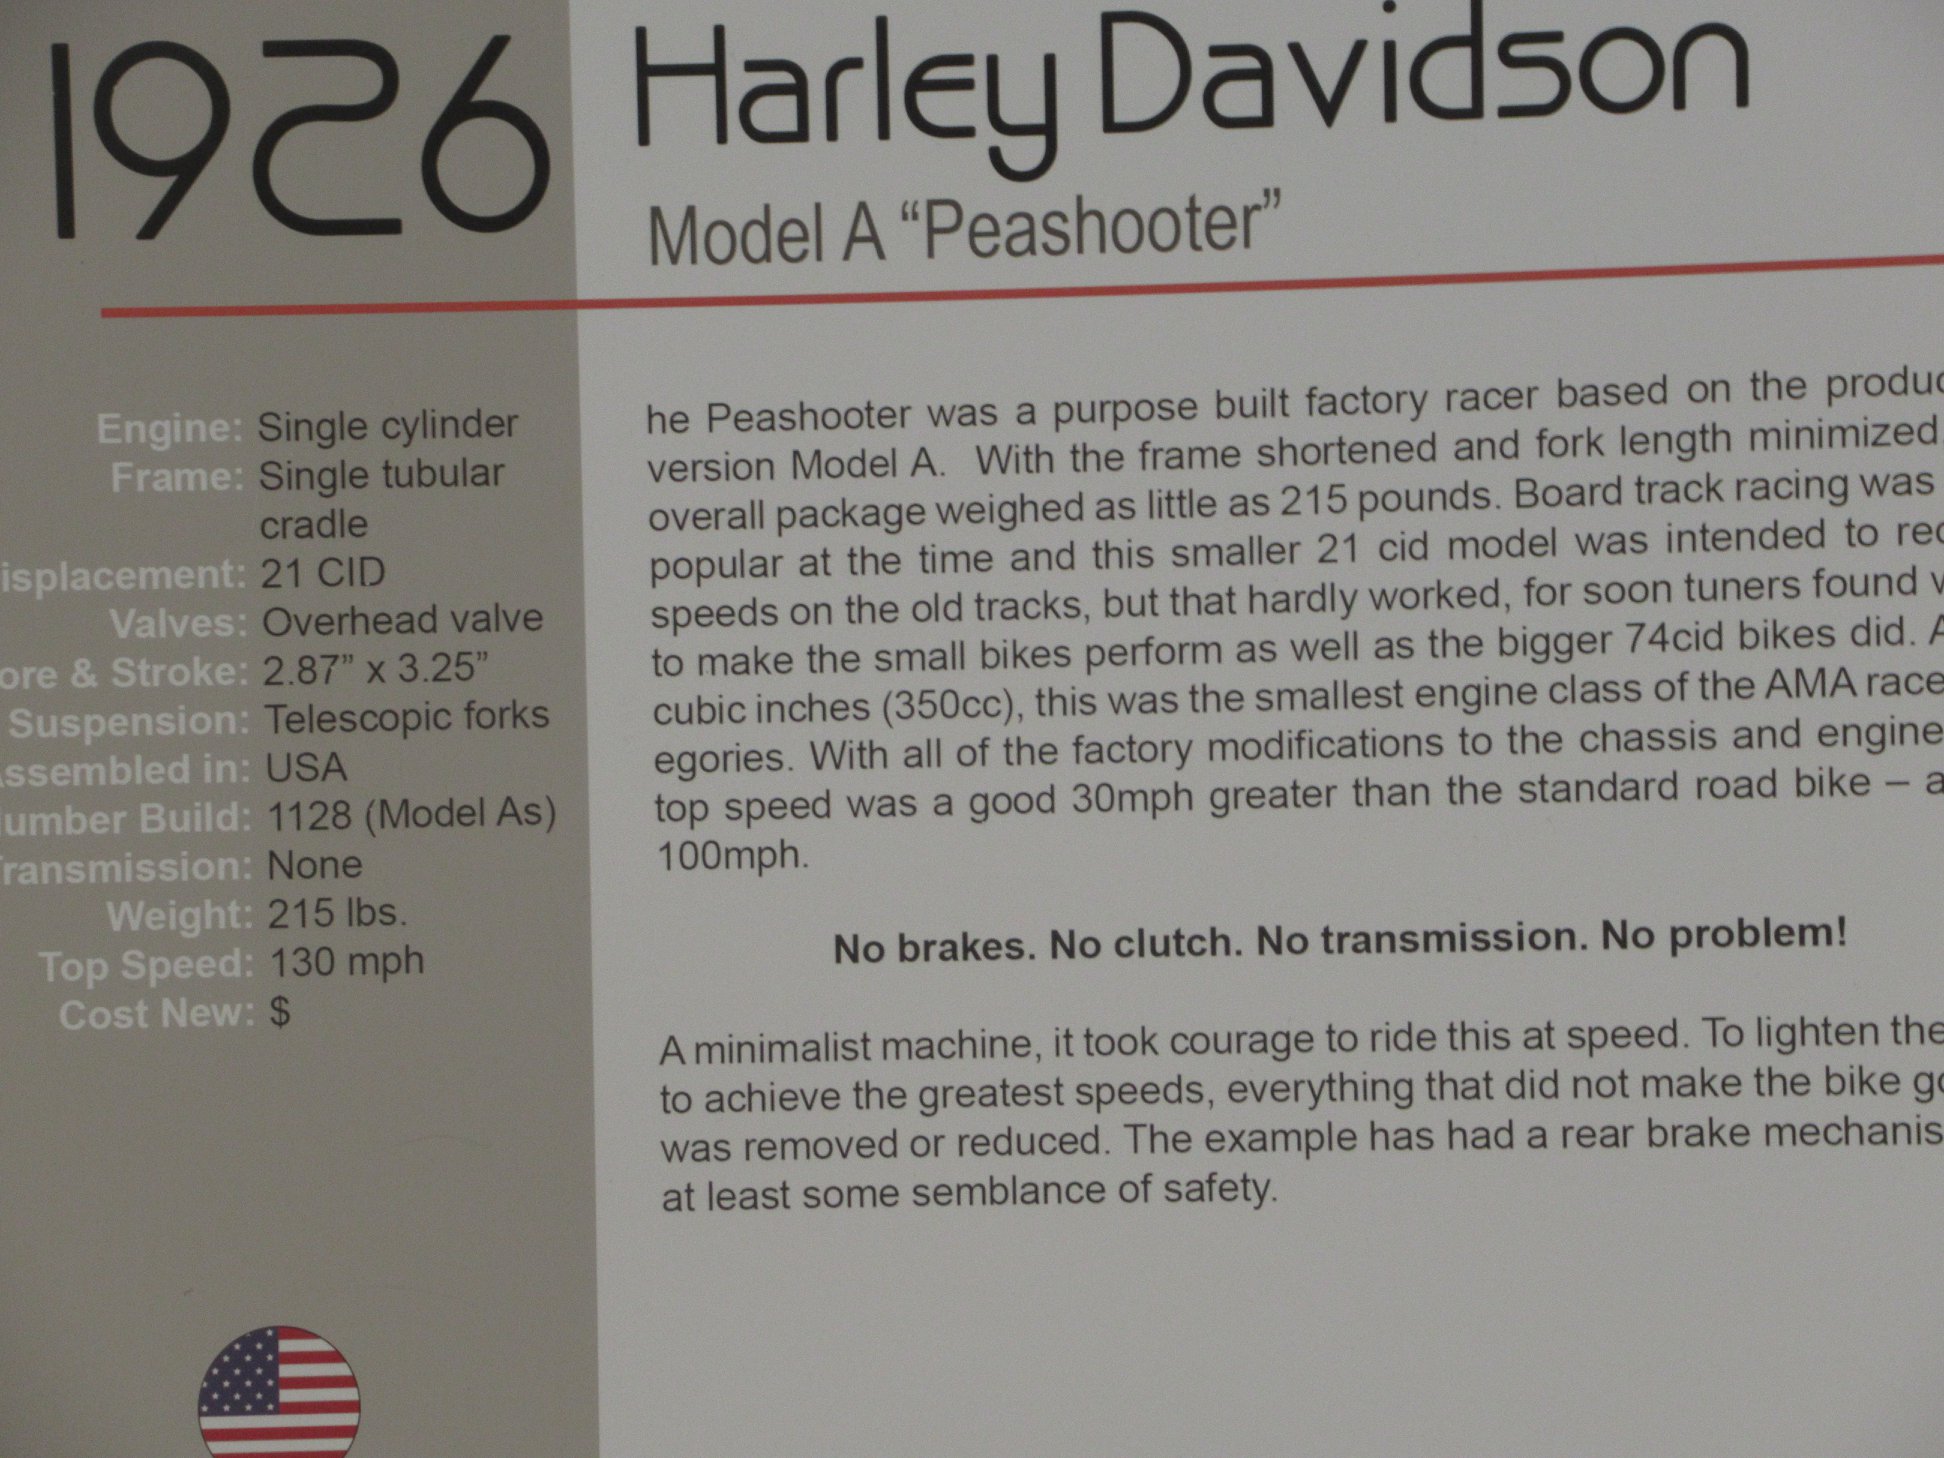 1926
Harley Davidson
Model A “Peashooter”
Engine: Single cylinder
Frame: Single tubular
cradle
isplacement: 21 CID
Valves: Overhead valve
ore & Stroke: 2.87” x 3.25”
Suspension: Telescopic forks
Assembled in: USA
umber Build: 1128 (Model As)
ransmission: None
Weight: 215 lbs.
Top Speed: 130 mph
Cost New: $
he Peashooter was a purpose built factory racer based on the produc
version Model A. With the frame shortened and fork length minimized,
overall package weighed as little as 215 pounds. Board track racing was
popular at the time and this smaller 21 cid model was intended to
speeds on the old tracks, but that hardly worked, for soon tuners found
to make the small bikes perform as well as the bigger 74cid bikes did. A
cubic inches (350cc), this was the smallest engine class of the AMA race
egories. With all of the factory modifications to the chassis and engine
top speed was a good 30mph greater than the standard road bike – a
100mph.
No brakes. No clutch. No transmission. No problem!
A minimalist machine, it took courage to ride this at speed. To lighten the
to achieve the greatest speeds, everything that did not make the bike go
was removed or reduced. The example has had a rear brake mechanis
at least some semblance of safety.